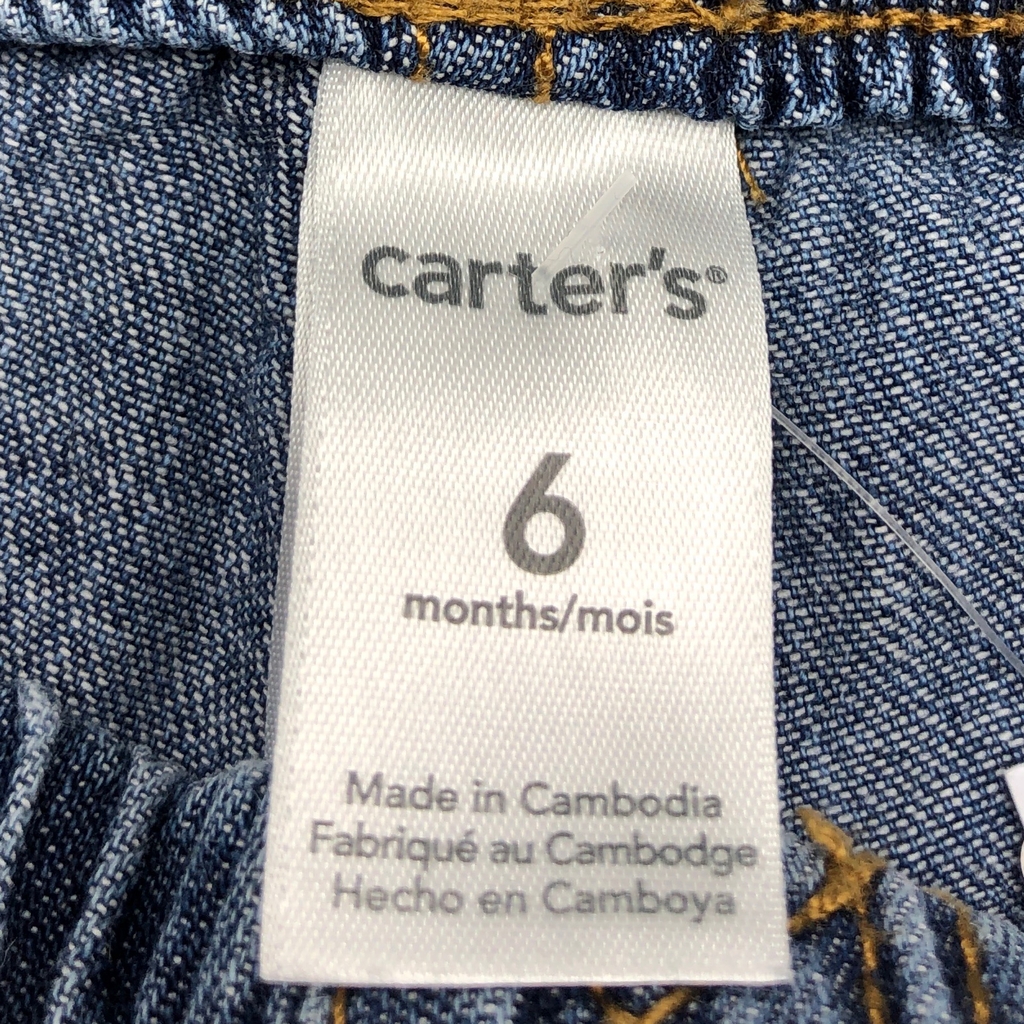 carter's®
6
months/mois
Made in Cambodia
Fabriqué au Cambodge
Hecho en Camboya